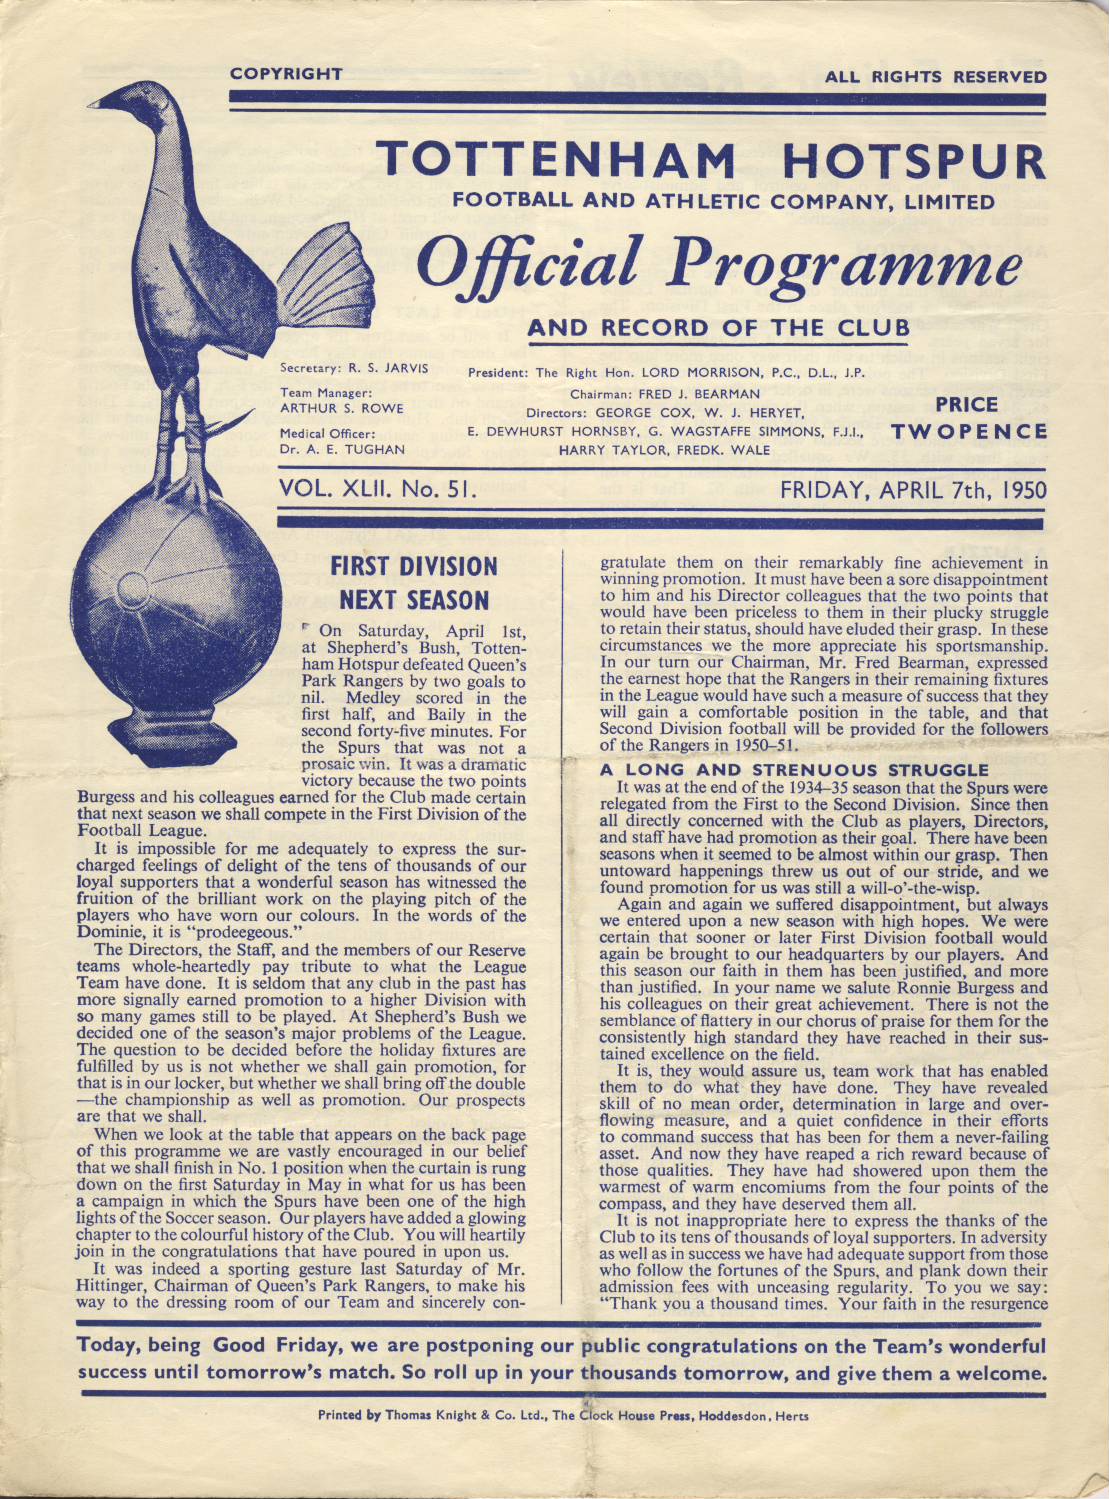 COPYRIGHT
ALL RIGHTS RESERVED
TOTTENHAM HOTSPUR
FOOTBALL AND ATHLETIC COMPANY, LIMITED
Official Programme
AND RECORD OF THE CLUB
Secretary: R. S. JARVIS
Team Manager:
ARTHUR S. ROWE
Medical Officer:
Dr. A. E. TUGHAN
President: The Right Hon. LORD MORRISON, P.C., D.L., J.P.
Chairman: FRED J. BEARMAN
Directors: GEORGE COX, W. J. HERYET,
E. DEWHURST HORNSBY, G. WAGSTAFFE SIMMONS, F.J.I.,
HARRY TAYLOR, FREDK. WALE
PRICE
TWOPENCE
VOL. XLII. No. 51.
FRIDAY, APRIL 7th, 1950
FIRST DIVISION
NEXT SEASON
On Saturday, April 1st,
at Shepherd's Bush, Totten-
ham Hotspur defeated Queen's
Park Rangers by two goals to
nil. Medley scored in the
first half, and Baily in the
second forty-five minutes. For
the Spurs that was not a
prosaic win. It was a dramatic
victory because the two points
Burgess and his colleagues earned for the Club made certain
that next season we shall compete in the First Division of the
Football League.
It is impossible for me adequately to express the sur-
charged feelings of delight of the tens of thousands of our
loyal supporters that a wonderful season has witnessed the
fruition of the brilliant work on the playing pitch of the
players who have worn our colours. In the words of the
Dominie, it is "prodeegeous."
The Directors, the Staff, and the members of our Reserve
teams whole-heartedly pay tribute to what the League
Team have done. It is seldom that any club in the past has
more signally earned promotion to a higher Division with
so many games still to be played. At Shepherd's Bush we
decided one of the season's major problems of the League.
The question to be decided before the holiday fixtures are
fulfilled by us is not whether we shall gain promotion, for
that is in our locker, but whether we shall bring off the double
—the championship as well as promotion. Our prospects
are that we shall.
When we look at the table that appears on the back page
of this programme we are vastly encouraged in our belief
that we shall finish in No. 1 position when the curtain is rung
down on the first Saturday in May in what for us has been
a campaign in which the Spurs have been one of the high
lights of the Soccer season. Our players have added a glowing
chapter to the colourful history of the Club. You will heartily
join in the congratulations that have poured in upon us.
It was indeed a sporting gesture last Saturday of Mr.
Hittinger, Chairman of Queen's Park Rangers, to make his
way to the dressing room of our Team and sincerely con-
gratulate them on their remarkably fine achievement in
winning promotion. It must have been a sore disappointment
to him and his Director colleagues that the two points that
would have been priceless to them in their plucky struggle
to retain their status, should have eluded their grasp. In these
circumstances we the more appreciate his sportsmanship.
In our turn our Chairman, Mr. Fred Bearman, expressed
the earnest hope that the Rangers in their remaining fixtures
in the League would have such a measure of success that they
will gain a comfortable position in the table, and that
Second Division football will be provided for the followers
of the Rangers in 1950–51.
A LONG AND STRENUOUS STRUGGLE
It was at the end of the 1934–35 season that the Spurs were
relegated from the First to the Second Division. Since then
all directly concerned with the Club as players, Directors,
and staff have had promotion as their goal. There have been
seasons when it seemed to be almost within our grasp. Then
untoward happenings threw us out of our stride, and we
found promotion for us was still a will-o'-the-wisp.
Again and again we suffered disappointment, but always
we entered upon a new season with high hopes. We were
certain that sooner or later First Division football would
again be brought to our headquarters by our players. And
this season our faith in them has been justified, and more
than justified. In your name we salute Ronnie Burgess and
his colleagues on their great achievement. There is not the
semblance of flattery in our chorus of praise for them for the
consistently high standard they have reached in their sus-
tained excellence on the field.
It is, they would assure us, team work that has enabled
them to do what they have done. They have revealed
skill of no mean order, determination in large and over-
flowing measure, and a quiet confidence in their efforts
to command success that has been for them a never-failing
asset. And now they have reaped a rich reward because of
those qualities. They have had showered upon them the
warmest of warm encomiums from the four points of the
compass, and they have deserved them all.
It is not inappropriate here to express the thanks of the
Club to its tens of thousands of loyal supporters. In adversity
as well as in success we have had adequate support from those
who follow the fortunes of the Spurs, and plank down their
admission fees with unceasing regularity. To you we say:
"Thank you a thousand times. Your faith in the resurgence
Today, being Good Friday, we are postponing our public congratulations on the Team's wonderful
success until tomorrow's match. So roll up in your thousands tomorrow, and give them a welcome.
Printed by Thomas Knight & Co. Ltd., The Clock House Press, Hoddesdon, Herts